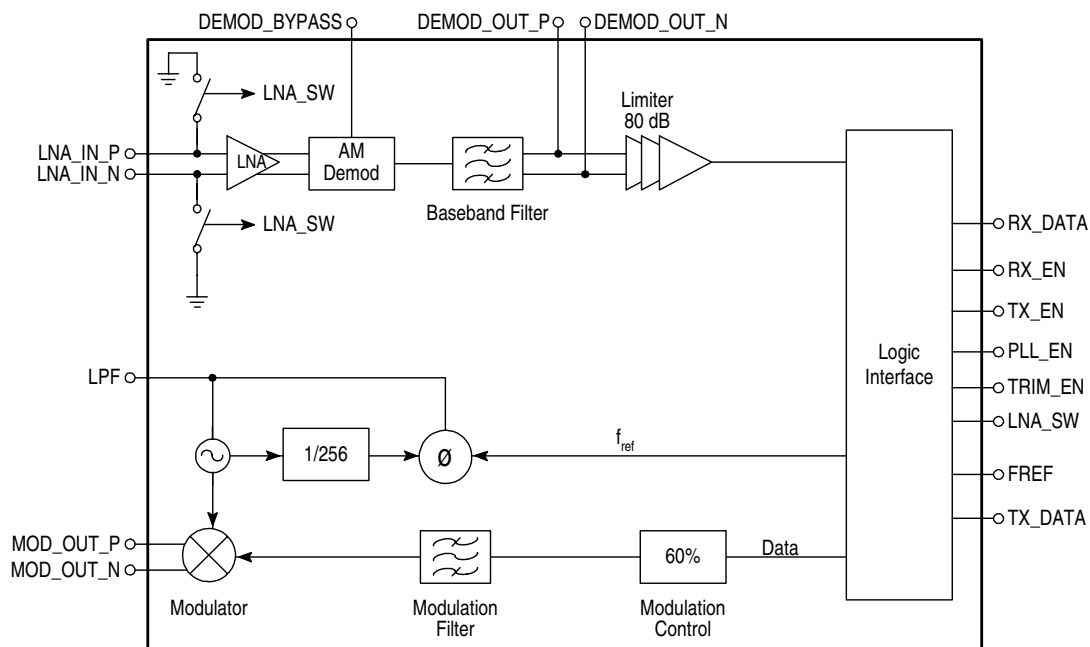 DEMOD_BYPASS
DEMOD_OUT_P
DEMOD_OUT_N
LNA_SW
Limiter
80 dB
LNA_IN_P
LNA_IN_N
LNA
AM
Demod
Baseband Filter
LNA_SW
RX_DATA
RX_EN
TX_EN
PLL_EN
TRIM_EN
LNA_SW
FREF
TX_DATA
Logic
Interface
LPF
1/256
Ø
fref
MOD_OUT_P
MOD_OUT_N
Modulator
Modulation
Filter
60%
Data
Modulation
Control